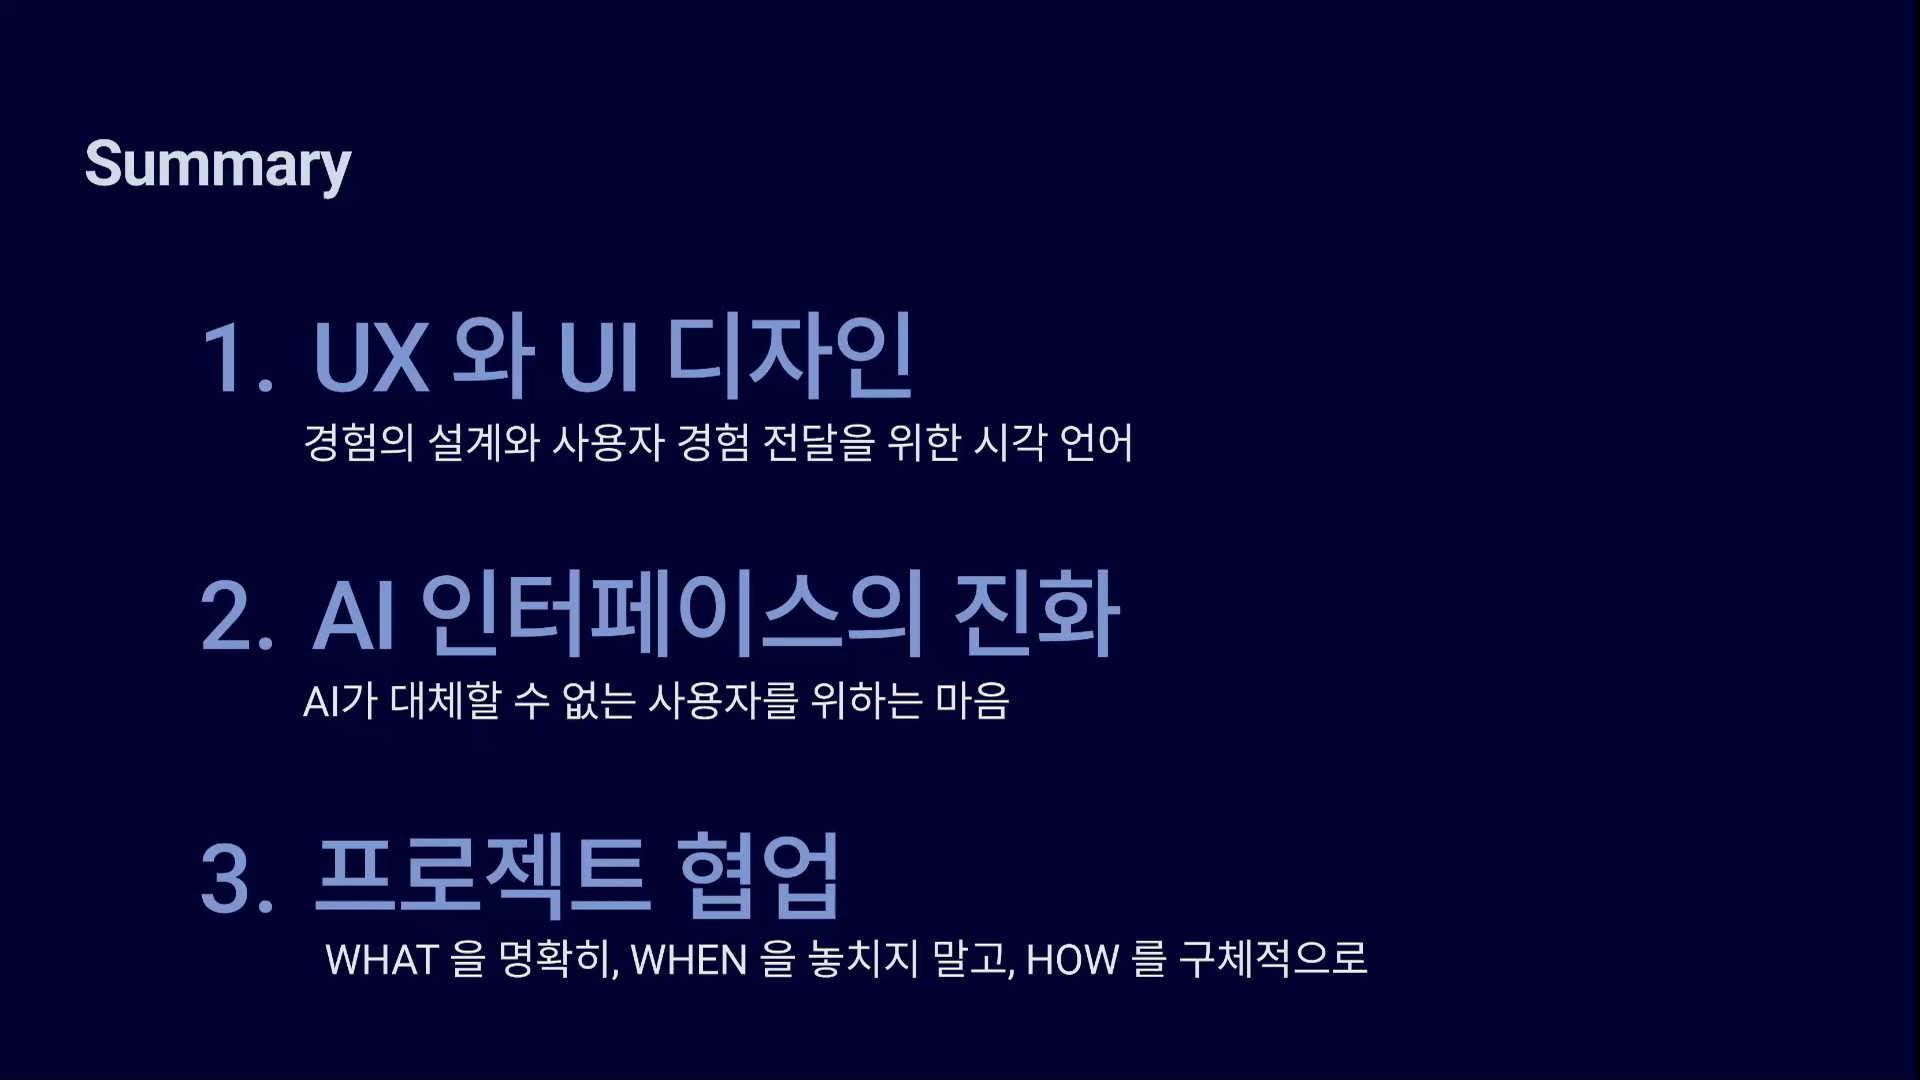 Summary
1. UX 와 UI 디자인
경험의 설계와 사용자 경험 전달을 위한 시각 언어
2. AI 인터페이스의 진화
AI가 대체할 수 없는 사용자를 위하는 마음
3. 프로젝트 협업
WHAT 을 명확히, WHEN 을 놓치지 말고, HOW 를 구체적으로